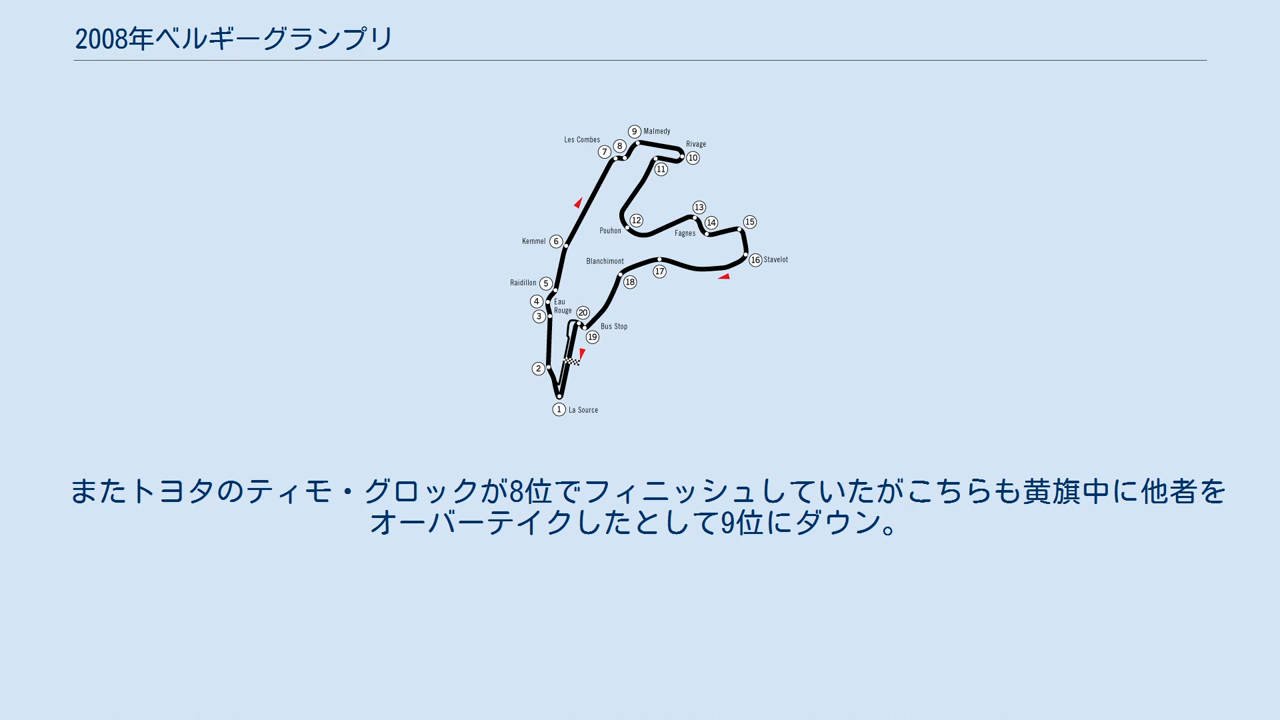 2008年ベルギーグランプリ
9 Malmedy
Les Combes
8
7
Rivage
10
11
13
12
14
15
Pouhon
Fagnes
Kemmel 6
Blanchimont
16 Stavelot
17
18
Raidillon 5
4 Eau
Rouge
3
20
Bus Stop
19
2
1 La Source
またトヨタのティモ・グロックが8位でフィニッシュしていたがこちらも黄旗中に他者を
オーバーテイクしたとして9位にダウン。